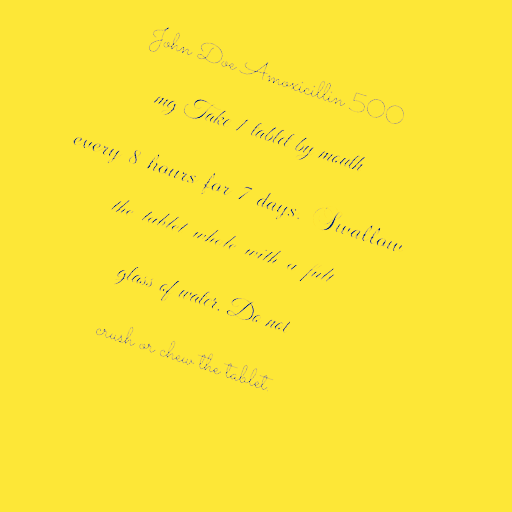 John Doe Amoxicillin 500
mg Take 1 tablet by mouth
every 8 hours for 7 days. Swallow
the tablet whole with a full
glass of water. Do not
crush or chew the tablet